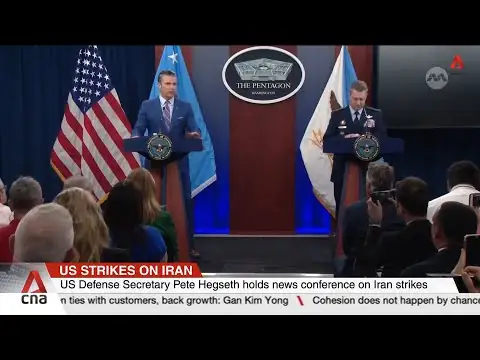 THE PENTAGON
WASHINGTON
cna
US STRIKES ON IRAN
US Defense Secretary Pete Hegseth holds news conference on Iran strikes
cna
n ties with customers, back growth: Gan Kim Yong
Cohesion does not happen by chance